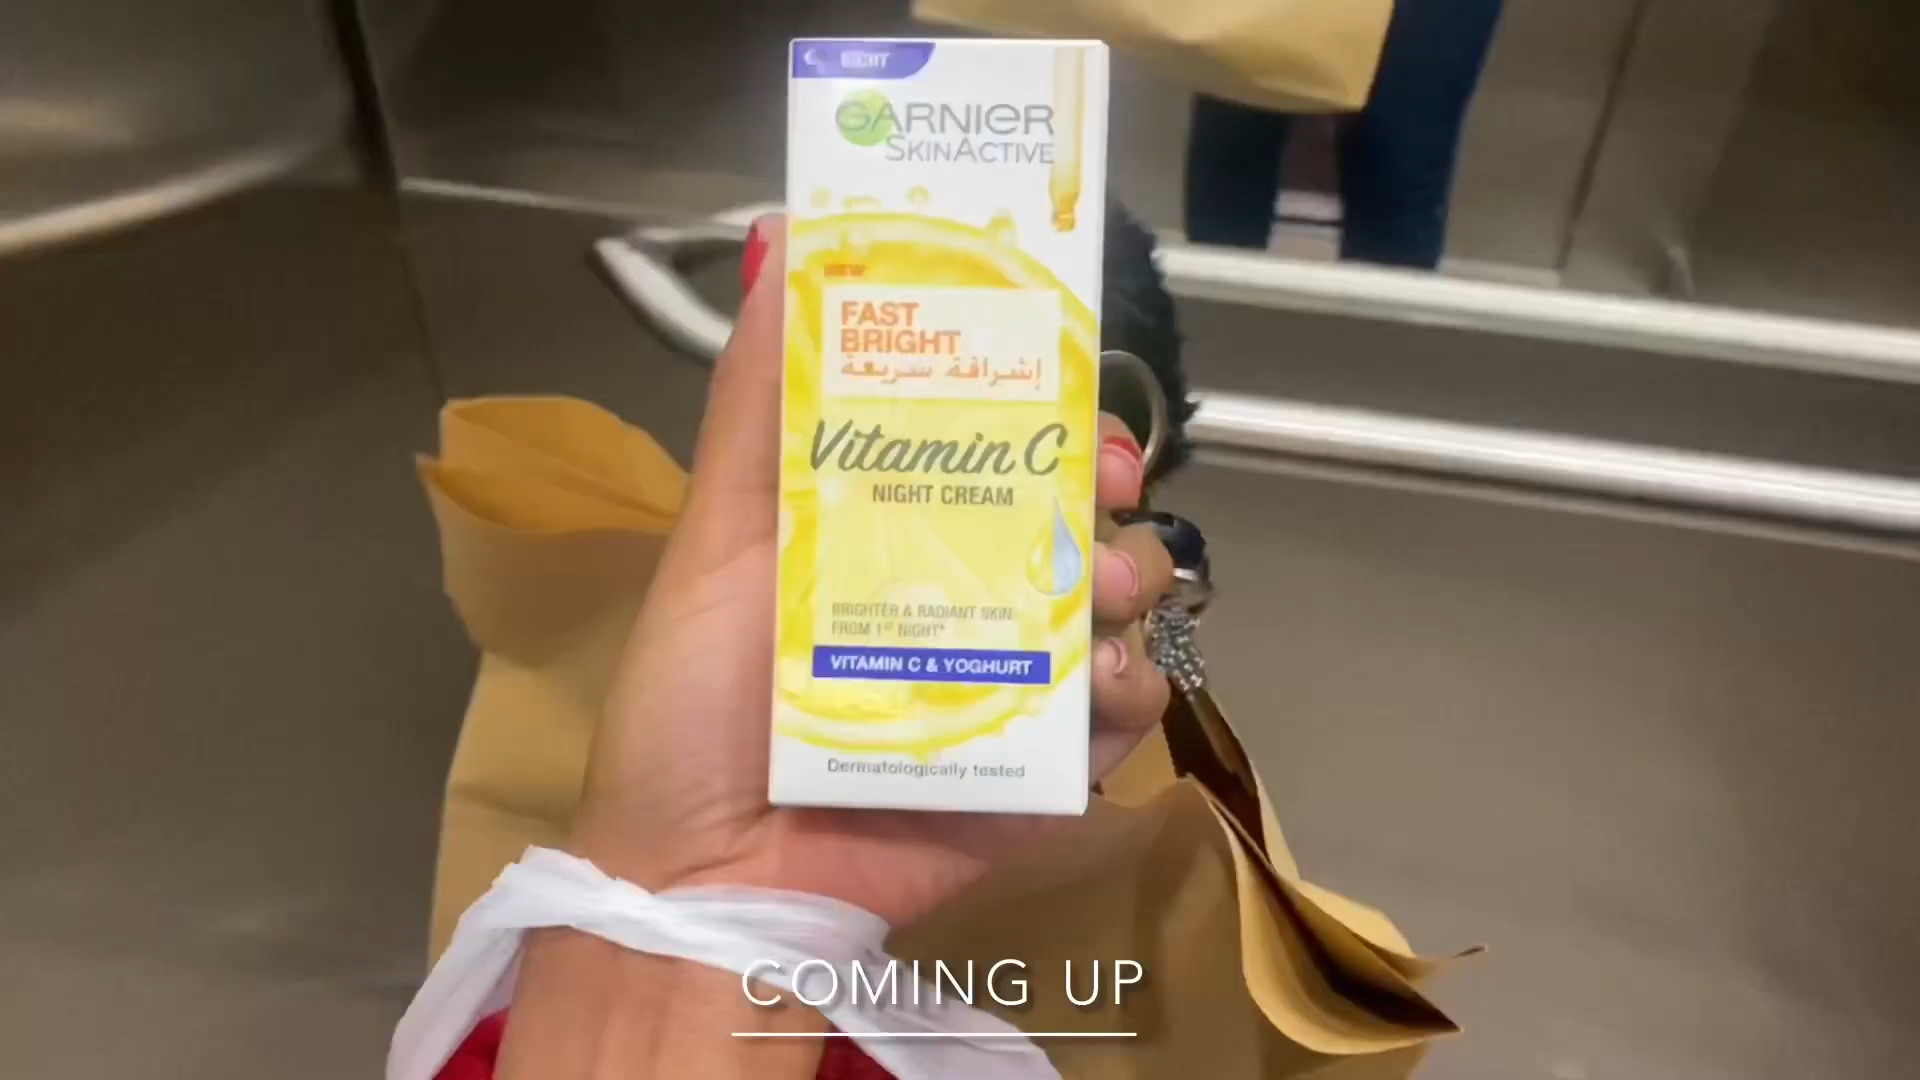 NIGHT
GARNIER
SKINACTIVE
NEW
FAST
BRIGHT
إشراقة سريعة
Vitamin C
NIGHT CREAM
BRIGHTER & RADIANT SKIN
FROM 1ST NIGHT*
VITAMIN C & YOGHURT
Dermatologically tested
COMING UP